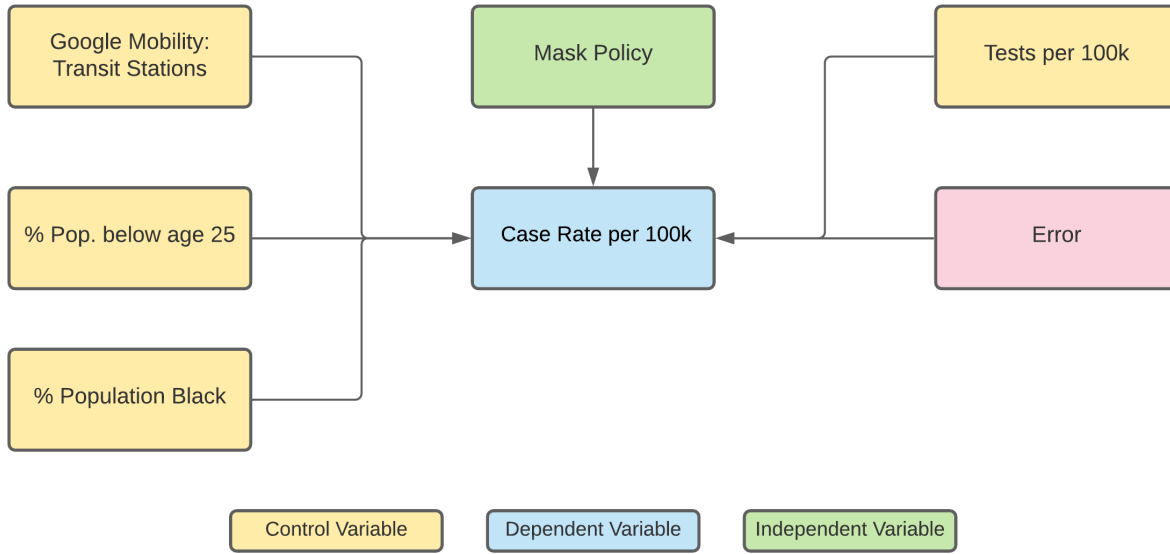 Google Mobility:
Transit Stations
Mask Policy
Tests per 100k
% Pop. below age 25
Case Rate per 100k
Error
% Population Black
Control Variable
Dependent Variable
Independent Variable